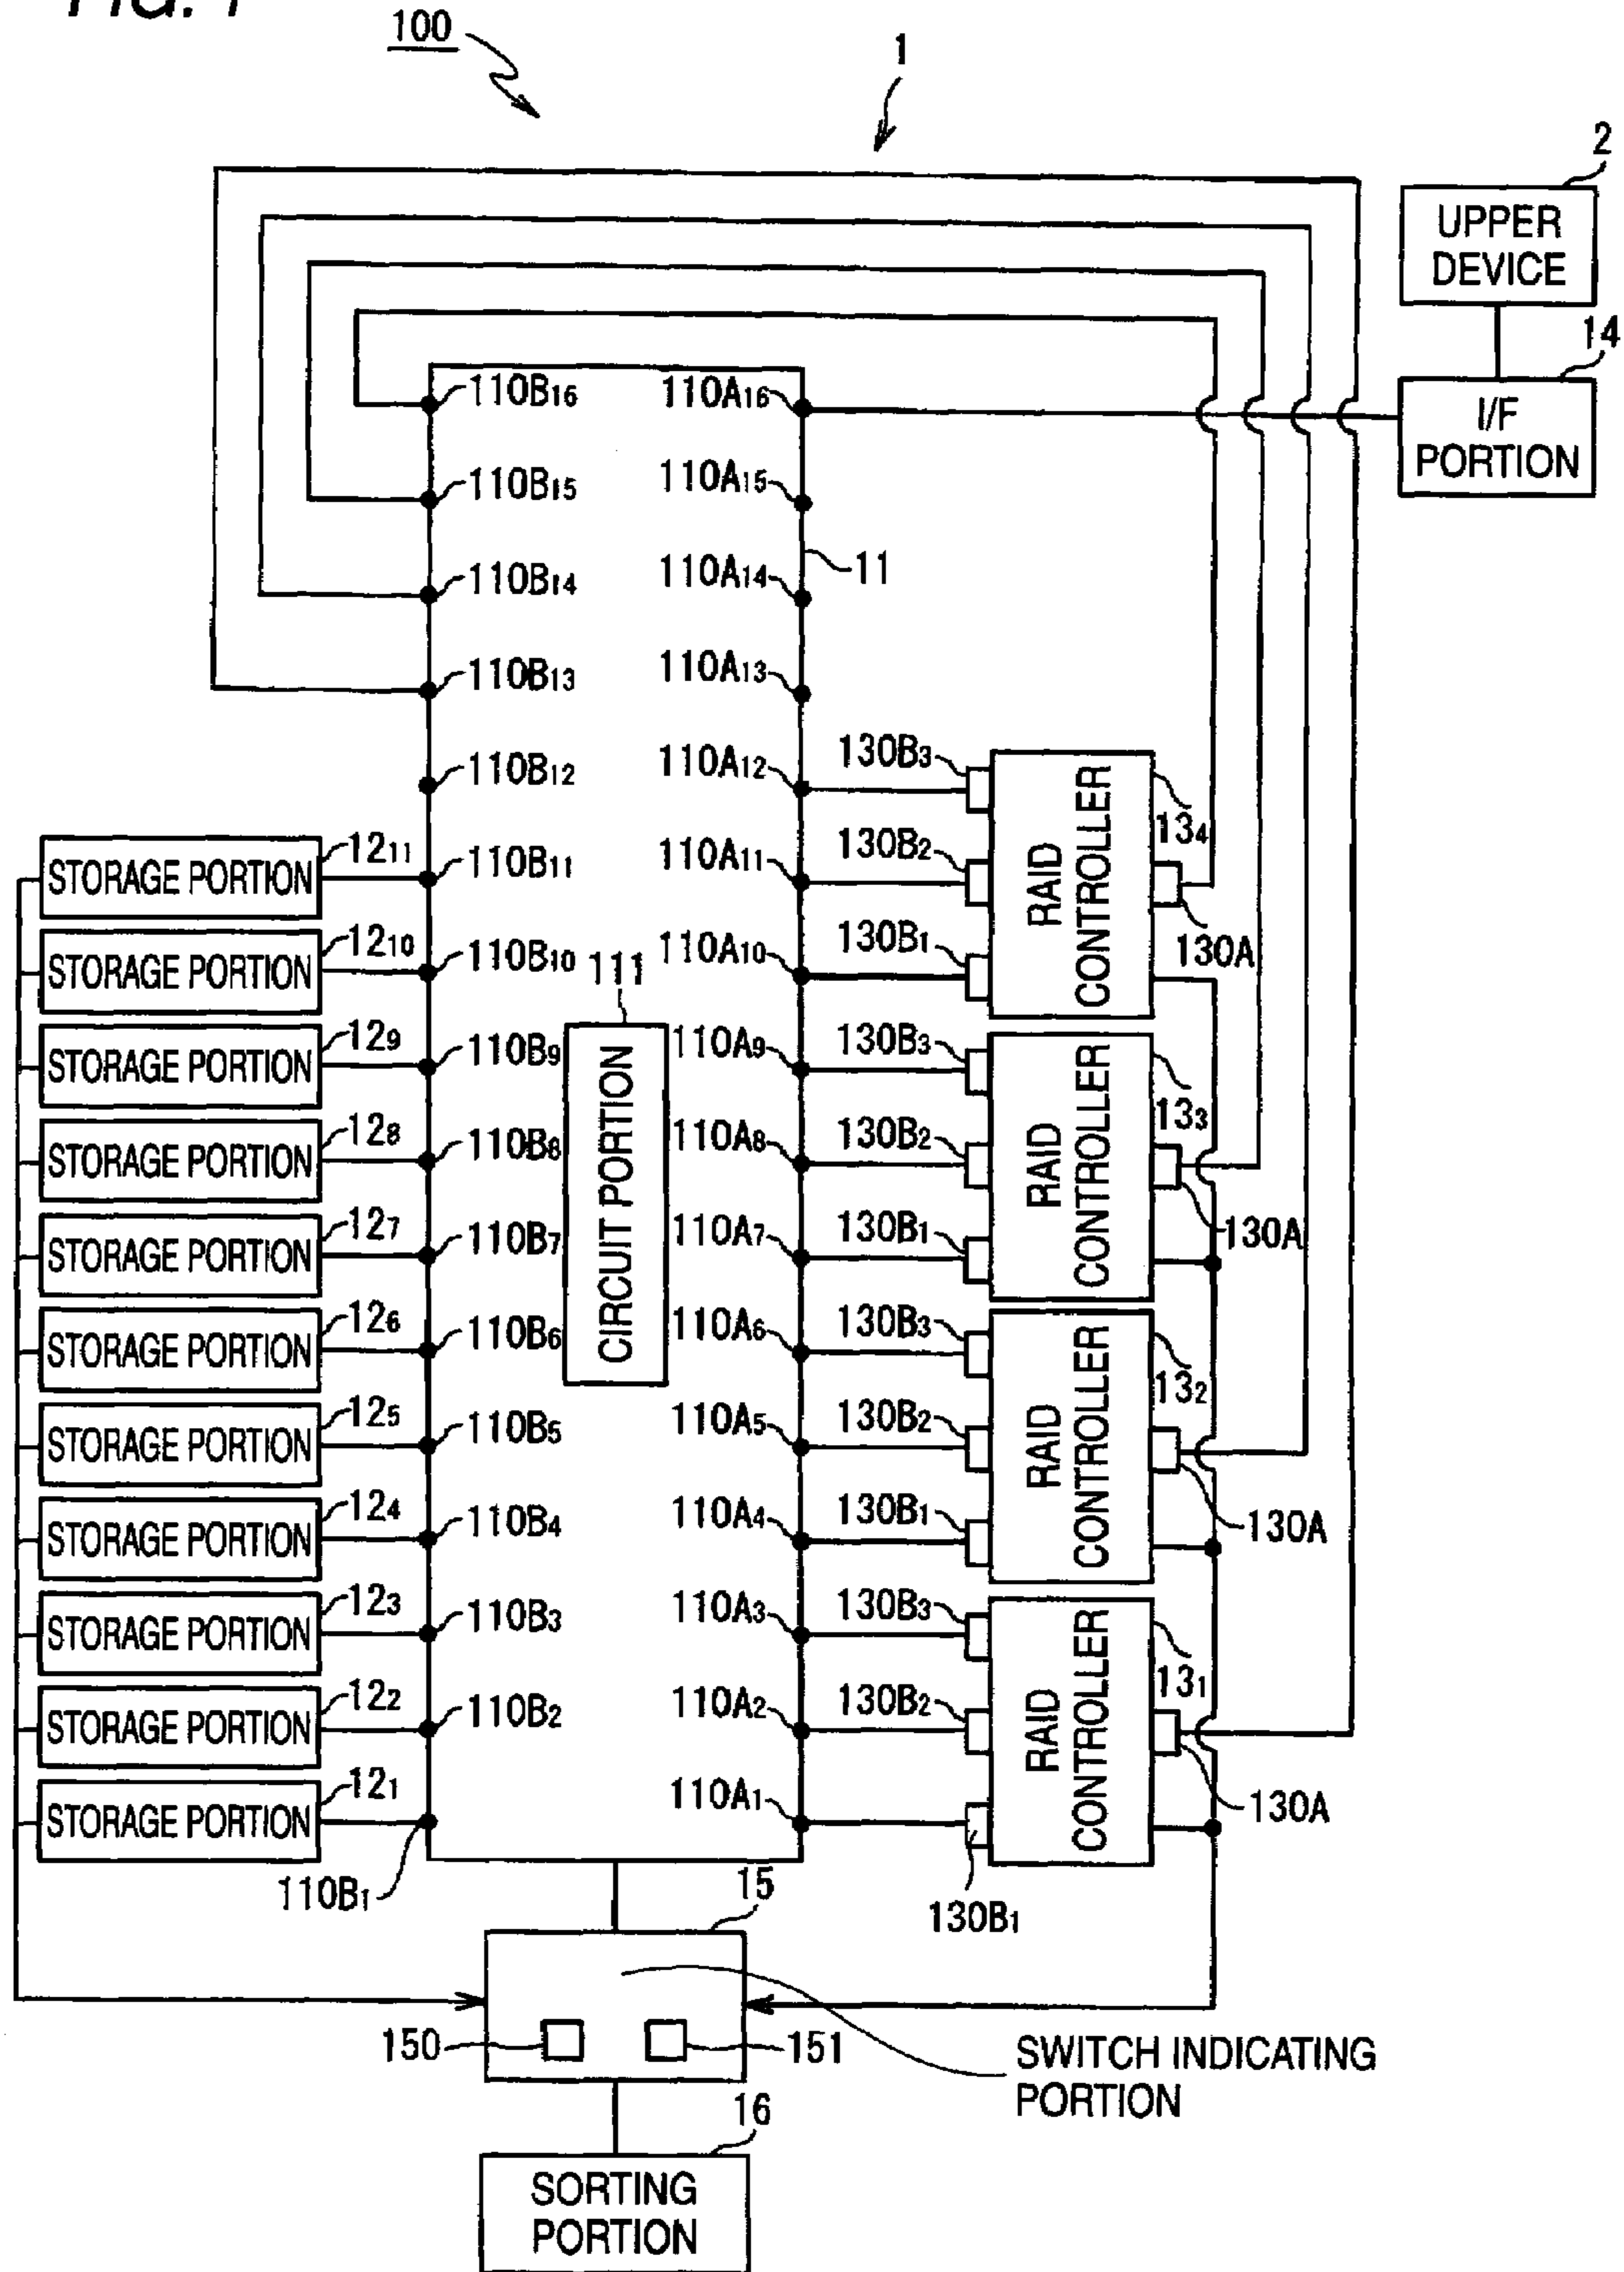 FIG. 1
100
1
2
UPPER
DEVICE
14
I/F
PORTION
110B16
110A16
110B15
110A15
11
110B14
110A14
110B13
110A13
110B12
110A12
130B3
134
RAID
CONTROLLER
STORAGE PORTION
1211
110B11
110A11
130B2
130A
STORAGE PORTION
1210
110B10
111
110A10
130B1
CIRCUIT PORTION
STORAGE PORTION
129
110B9
110A9
130B3
133
RAID
CONTROLLER
STORAGE PORTION
128
110B8
110A8
130B2
130A
STORAGE PORTION
127
110B7
110A7
130B1
STORAGE PORTION
126
110B6
110A6
130B3
132
RAID
CONTROLLER
STORAGE PORTION
125
110B5
110A5
130B2
130A
STORAGE PORTION
124
110B4
110A4
130B1
STORAGE PORTION
123
110B3
110A3
130B3
131
RAID
CONTROLLER
STORAGE PORTION
122
110B2
110A2
130B2
130A
STORAGE PORTION
121
110B1
110A1
130B1
15
150
151
SWITCH INDICATING
PORTION
16
SORTING
PORTION